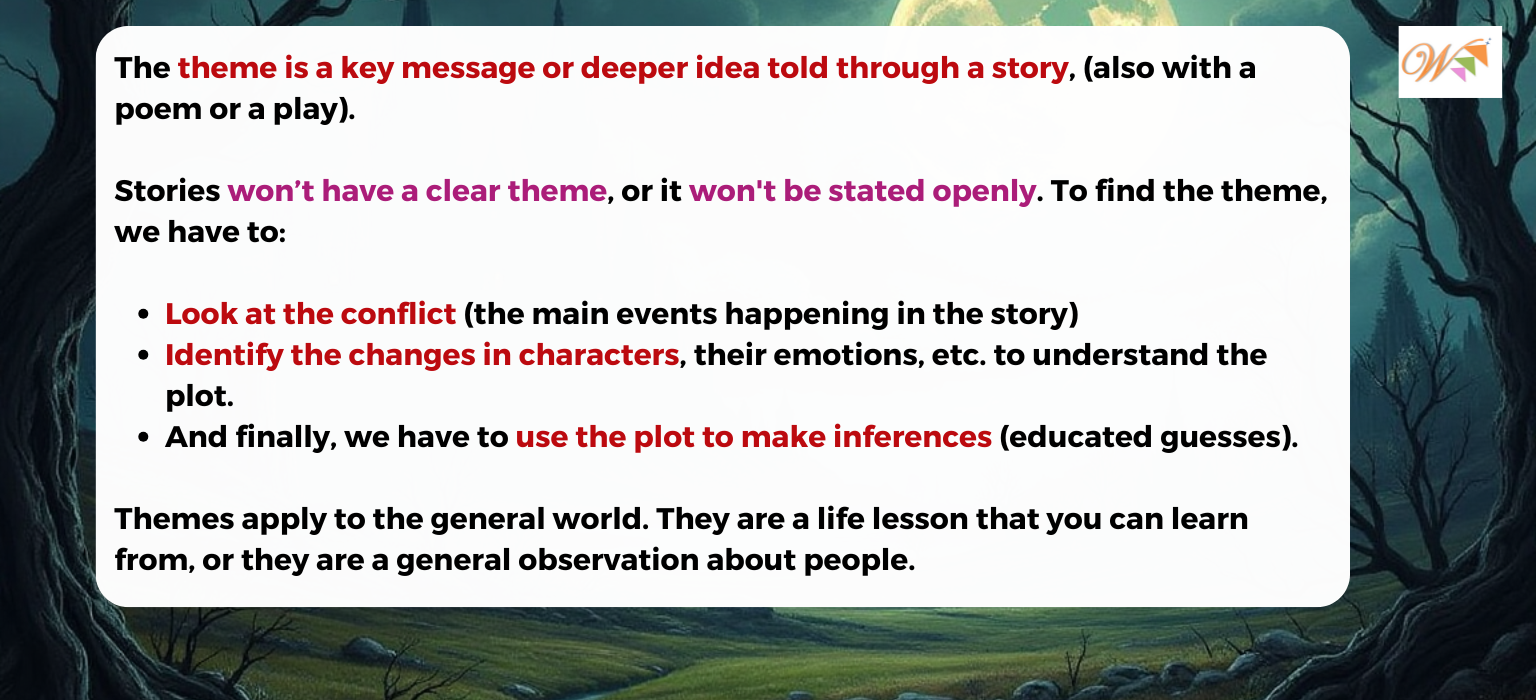 The theme is a key message or deeper idea told through a story, (also with a
poem or a play).
Stories won’t have a clear theme, or it won't be stated openly. To find the theme,
we have to:
• Look at the conflict (the main events happening in the story)
• Identify the changes in characters, their emotions, etc. to understand the
plot.
• And finally, we have to use the plot to make inferences (educated guesses).
Themes apply to the general world. They are a life lesson that you can learn
from, or they are a general observation about people.
W